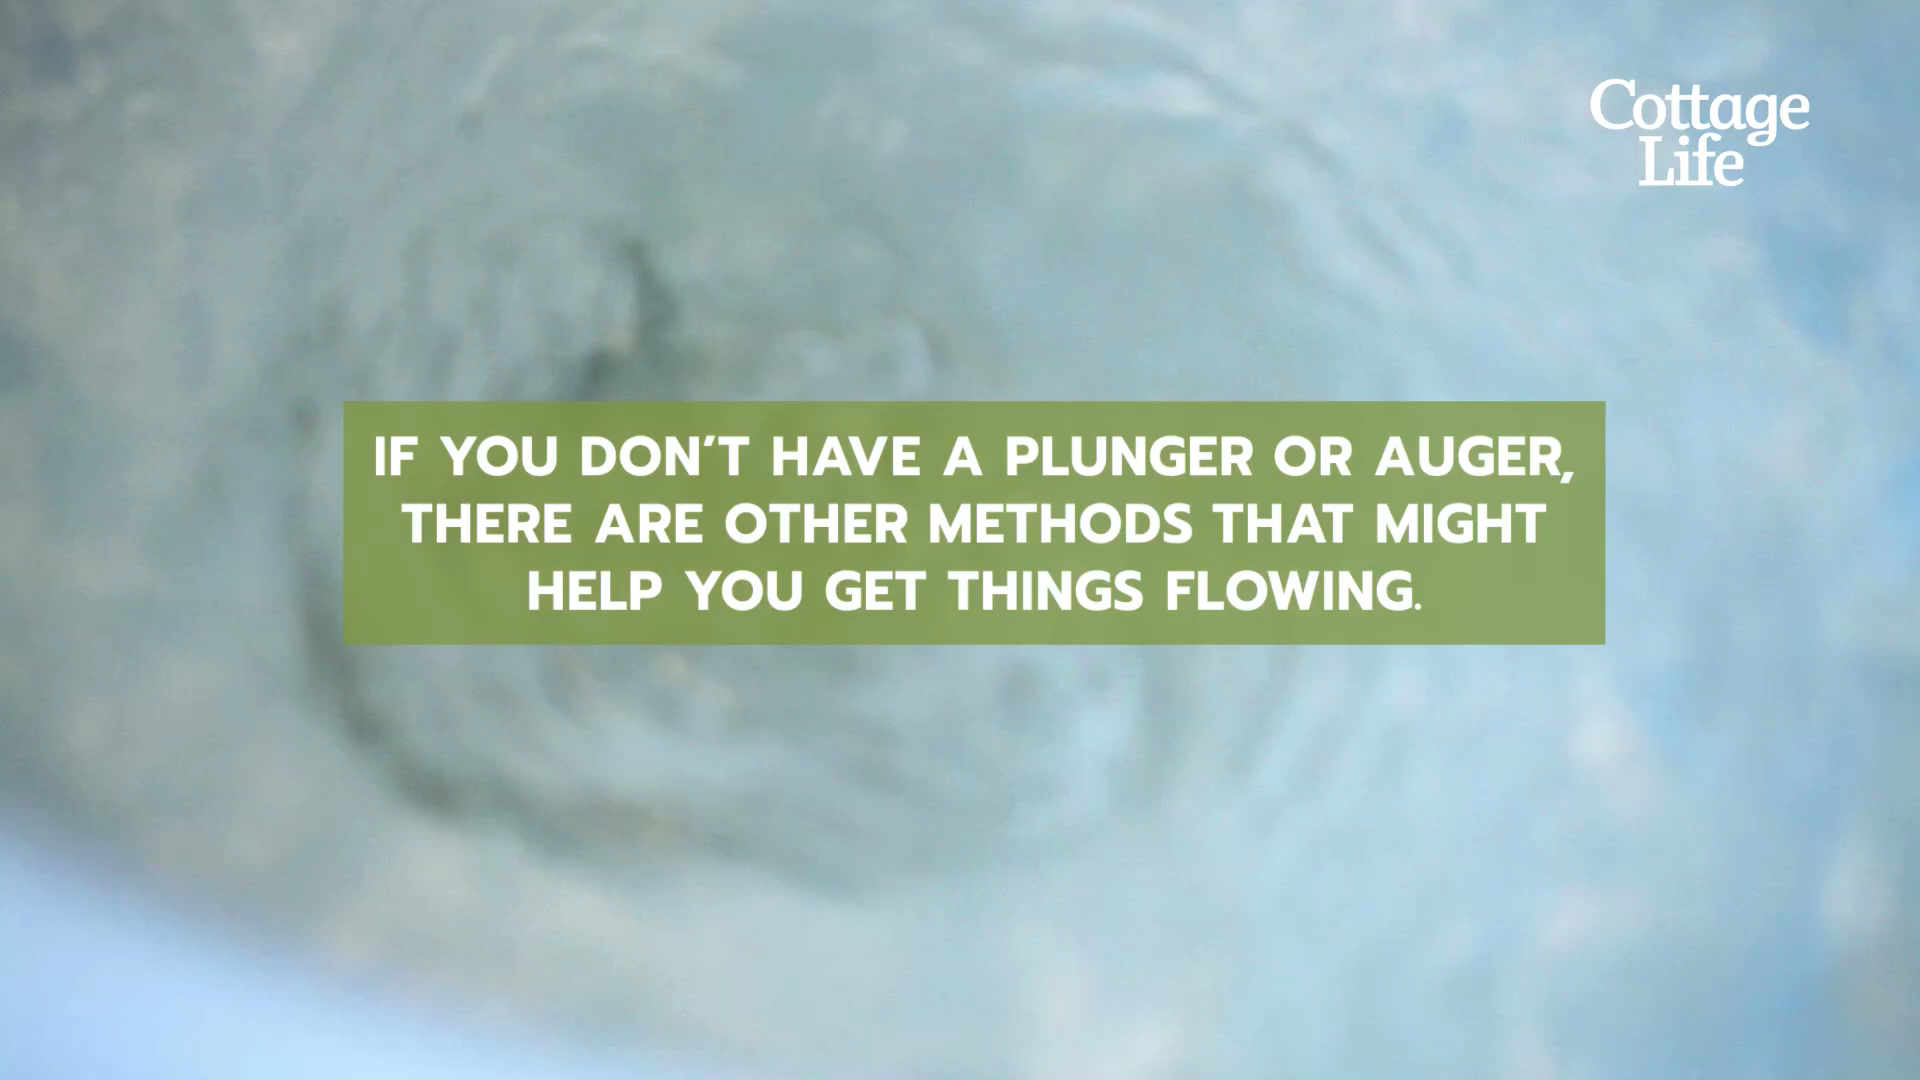 Cottage
Life
IF YOU DON'T HAVE A PLUNGER OR AUGER,
THERE ARE OTHER METHODS THAT MIGHT
HELP YOU GET THINGS FLOWING.